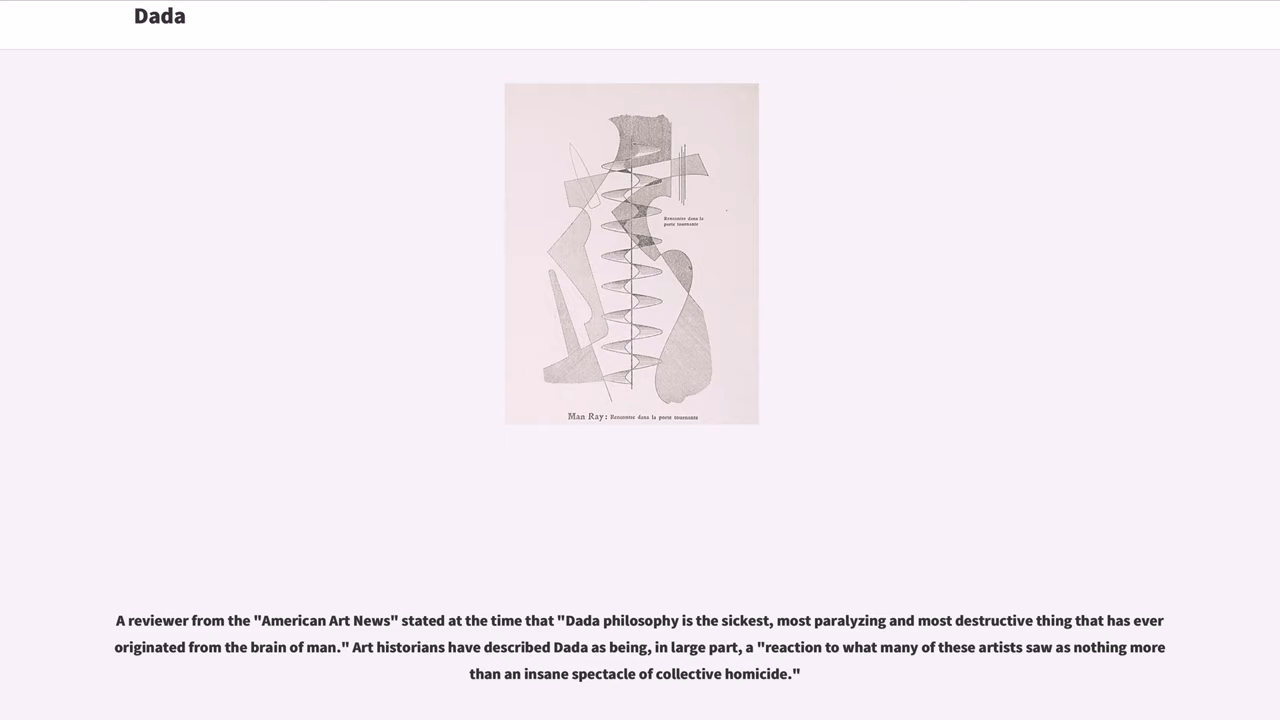 Dada
Rencontre dans la
porte tournante
Man Ray: Rencontre dans la porte tournante
A reviewer from the "American Art News" stated at the time that "Dada philosophy is the sickest, most paralyzing and most destructive thing that has ever
originated from the brain of man." Art historians have described Dada as being, in large part, a "reaction to what many of these artists saw as nothing more
than an insane spectacle of collective homicide."